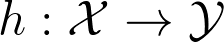 h : 𝒳 → 𝒴